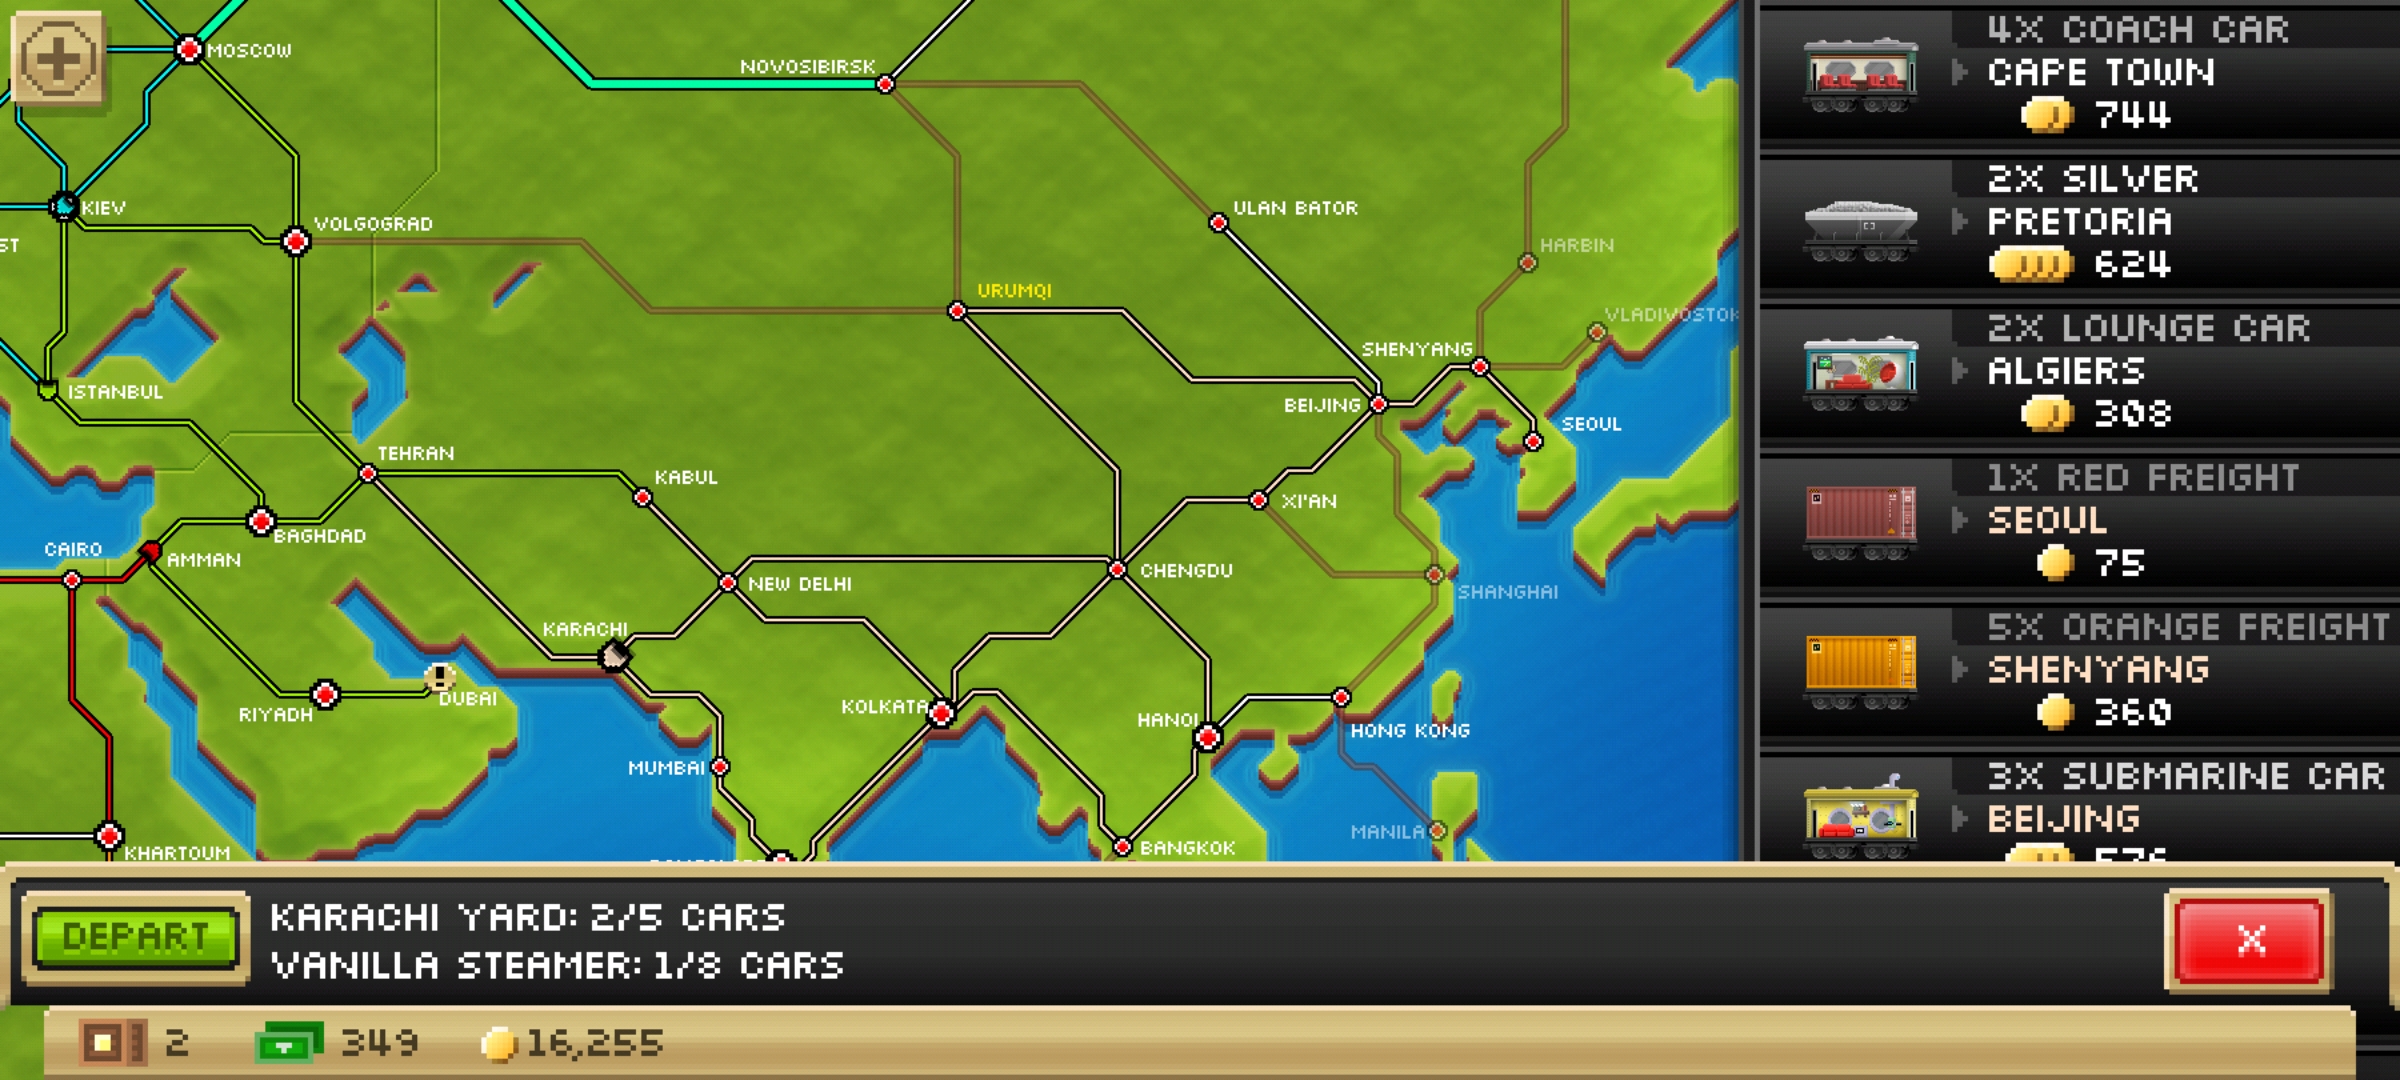 MOSCOW
NOVOSIBIRSK
KIEV
ST
VOLGOGRAD
ULAN BATOR
HARBIN
URUMQI
VLADIVOSTOK
SHENYANG
BEIJING
SEOUL
ISTANBUL
TEHRAN
KABUL
XI'AN
BAGHDAD
CAIRO
AMMAN
NEW DELHI
CHENGDU
SHANGHAI
KARACHI
RIYADH
DUBAI
KOLKATA
HANOI
HONG KONG
MUMBAI
MANILA
BANGKOK
KHARTOUM
4X COACH CAR
CAPE TOWN
744
2X SILVER
PRETORIA
624
2X LOUNGE CAR
ALGIERS
308
1X RED FREIGHT
SEOUL
75
5X ORANGE FREIGHT
SHENYANG
360
3X SUBMARINE CAR
BEIJING
576
DEPART
KARACHI YARD: 2/5 CARS
VANILLA STEAMER: 1/8 CARS
X
2
349
16,255